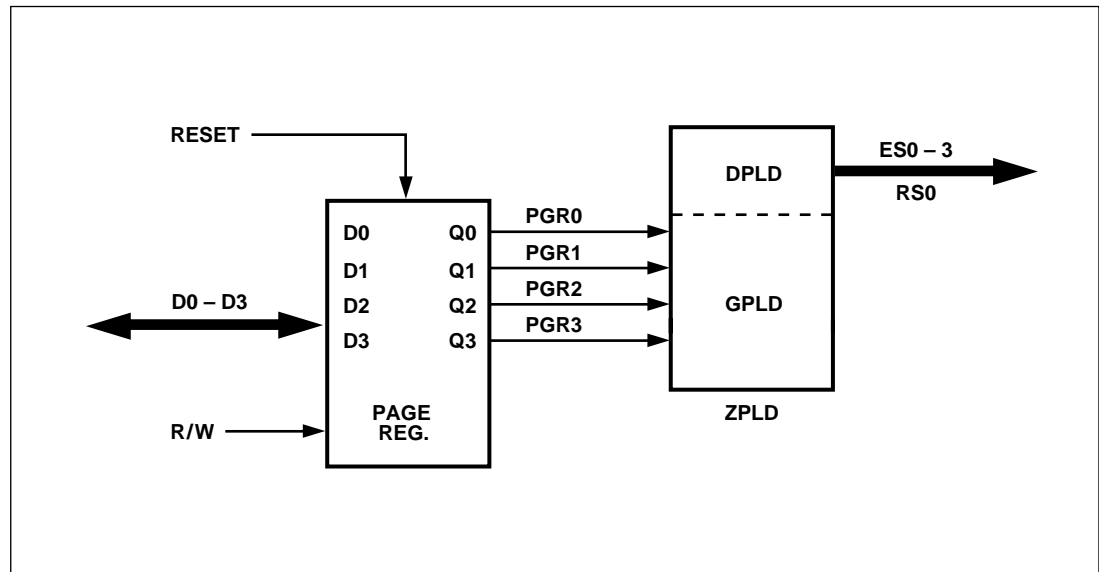 RESET
D0 – D3
R/W
D0 Q0
D1 Q1
D2 Q2
D3 Q3
PAGE
REG.
PGR0
PGR1
PGR2
PGR3
DPLD
GPLD
ZPLD
ES0 – 3
RS0